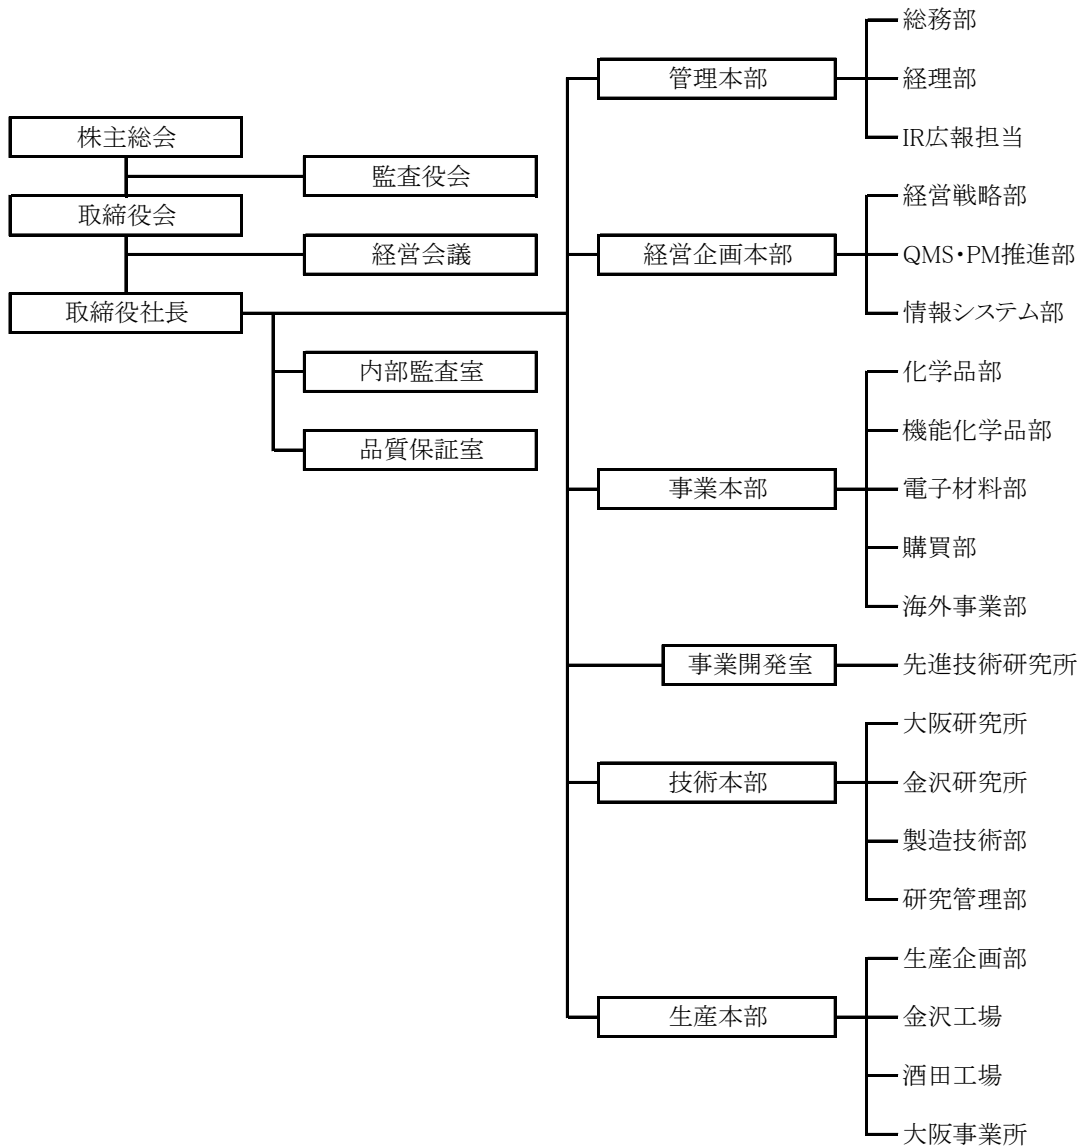 株主総会
監査役会
取締役会
経営会議
取締役社長
内部監査室
品質保証室
管理本部
総務部
経理部
IR広報担当
経営企画本部
経営戦略部
QMS・PM推進部
情報システム部
事業本部
化学品部
機能化学品部
電子材料部
購買部
海外事業部
事業開発室
先進技術研究所
技術本部
大阪研究所
金沢研究所
製造技術部
研究管理部
生産本部
生産企画部
金沢工場
酒田工場
大阪事業所